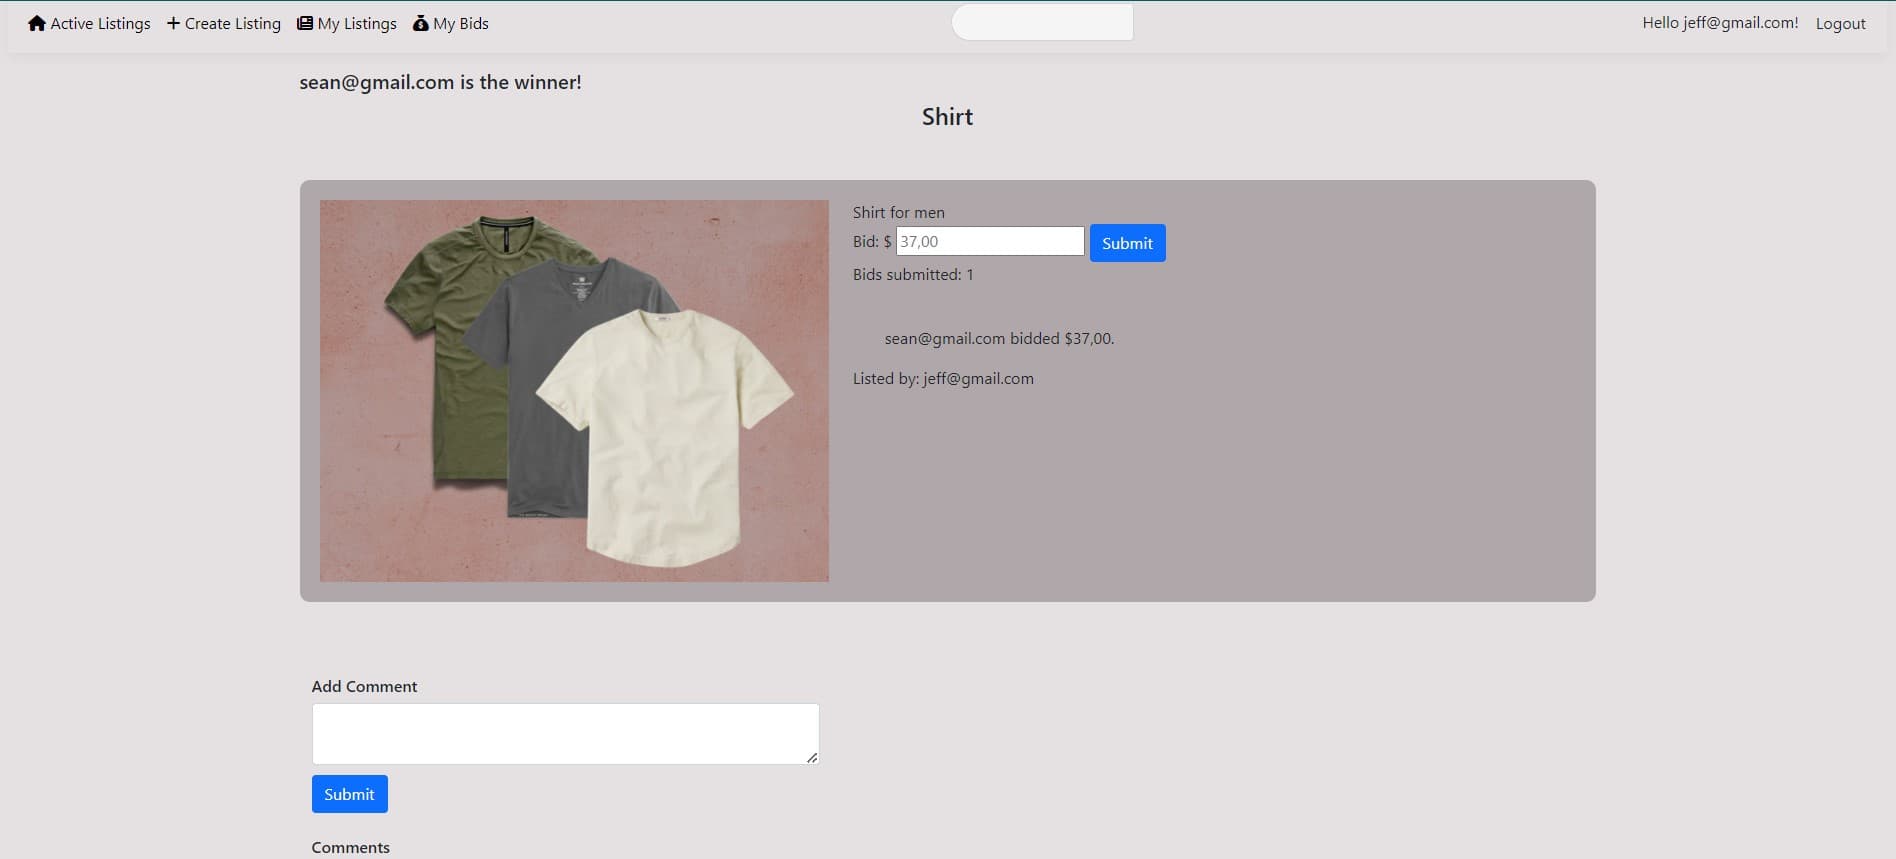 Active Listings Create Listing My Listings My Bids Hello jeff@gmail.com! Logout
sean@gmail.com is the winner!
Shirt
Shirt for men
Bid: $ 37,00 Submit
Bids submitted: 1
sean@gmail.com bidded $37,00.
Listed by: jeff@gmail.com
Add Comment
Submit
Comments